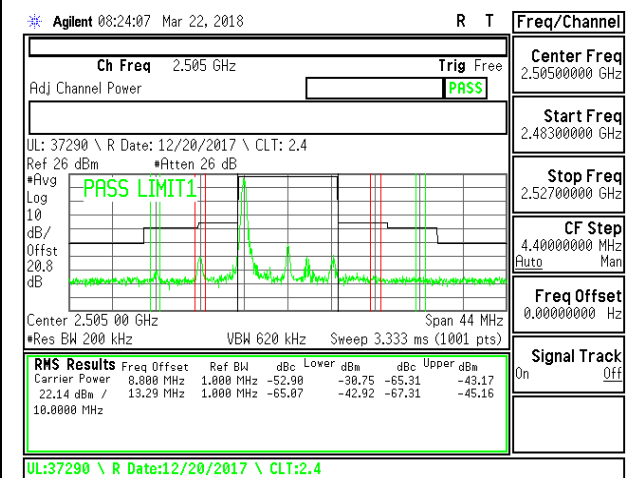 Agilent 08:24:07 Mar 22, 2018 R T
Freq/Channel
Ch Freq 2.505 GHz Trig Free
Adj Channel Power PASS
Center Freq
2.50500000 GHz
Start Freq
2.48300000 GHz
Stop Freq
2.52700000 GHz
CF Step
4.40000000 MHz
Auto Man
Freq Offset
0.00000000 Hz
Signal Track
On Off
UL: 37290 \ R Date: 12/20/2017 \ CLT: 2.4
Ref 26 dBm #Atten 26 dB
#Avg
Log
10
dB/
Offst
20.8
dB
PASS LIMIT1
Center 2.505 00 GHz Span 44 MHz
#Res BW 200 kHz VBW 620 kHz Sweep 3.333 ms (1001 pts)
RMS Results Freq Offset Ref BW dBc Lower dBm dBc Upper dBm
Carrier Power 8.800 MHz 1.000 MHz -52.90 -30.75 -65.31 -43.17
22.14 dBm / 13.29 MHz 1.000 MHz -65.07 -42.92 -67.31 -45.16
10.0000 MHz
UL:37290 \ R Date:12/20/2017 \ CLT:2.4